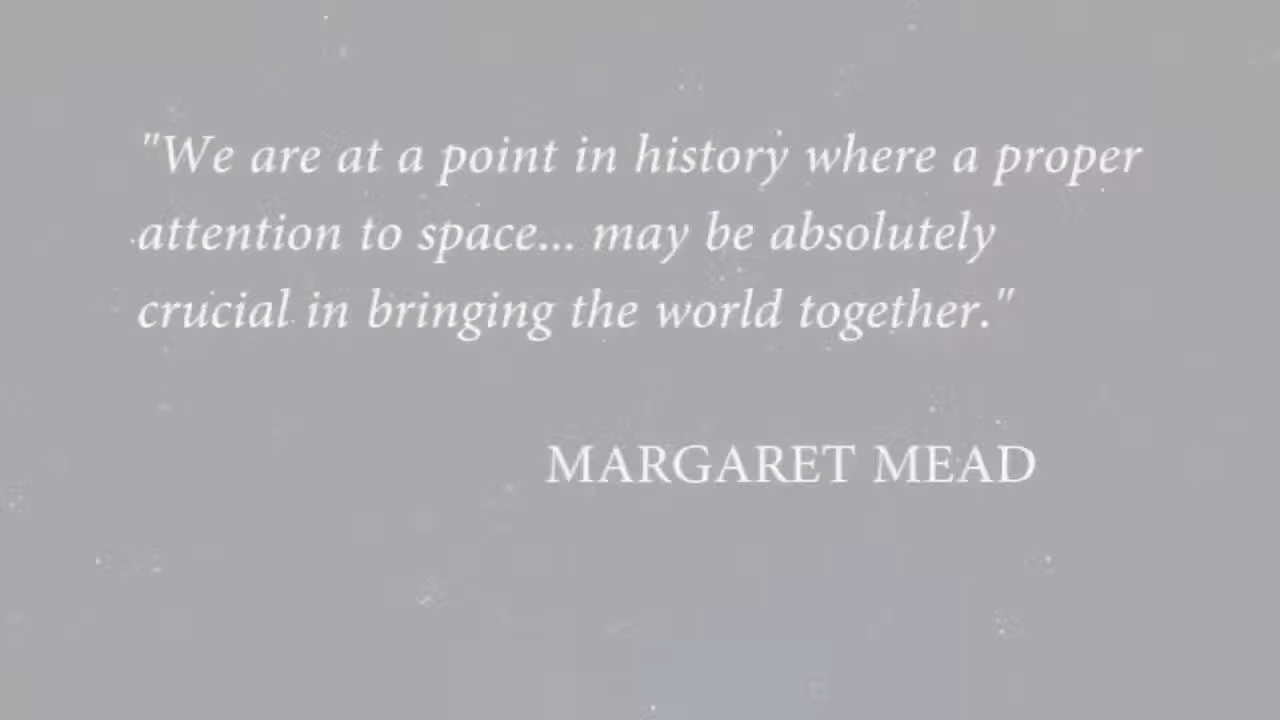 "We are at a point in history where a proper
attention to space... may be absolutely
crucial in bringing the world together."
MARGARET MEAD